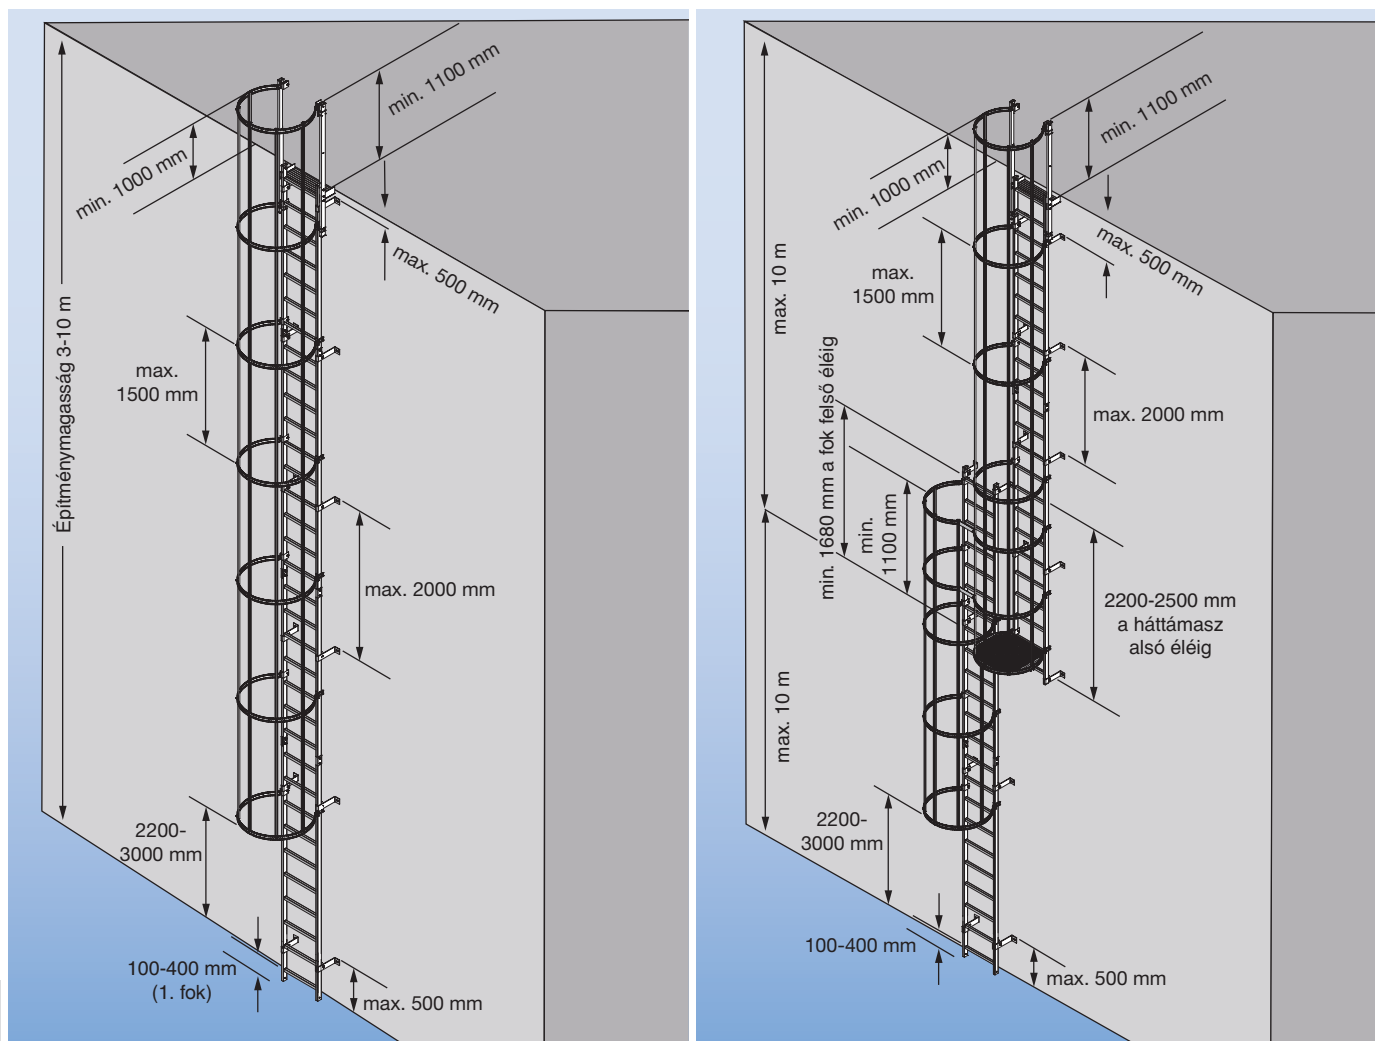 min. 1100 mm
min. 1000 mm
max. 500 mm
Építménymagasság 3-10 m
max.
1500 mm
max. 2000 mm
2200-
3000 mm
100-400 mm
(1. fok)
max. 500 mm
min. 1100 mm
min. 1000 mm
max. 500 mm
max. 10 m
max.
1500 mm
max. 2000 mm
min. 1680 mm a fok felső éléig
min.
1100 mm
2200-2500 mm
a háttámasz
alsó éléig
max. 10 m
2200-
3000 mm
100-400 mm
max. 500 mm